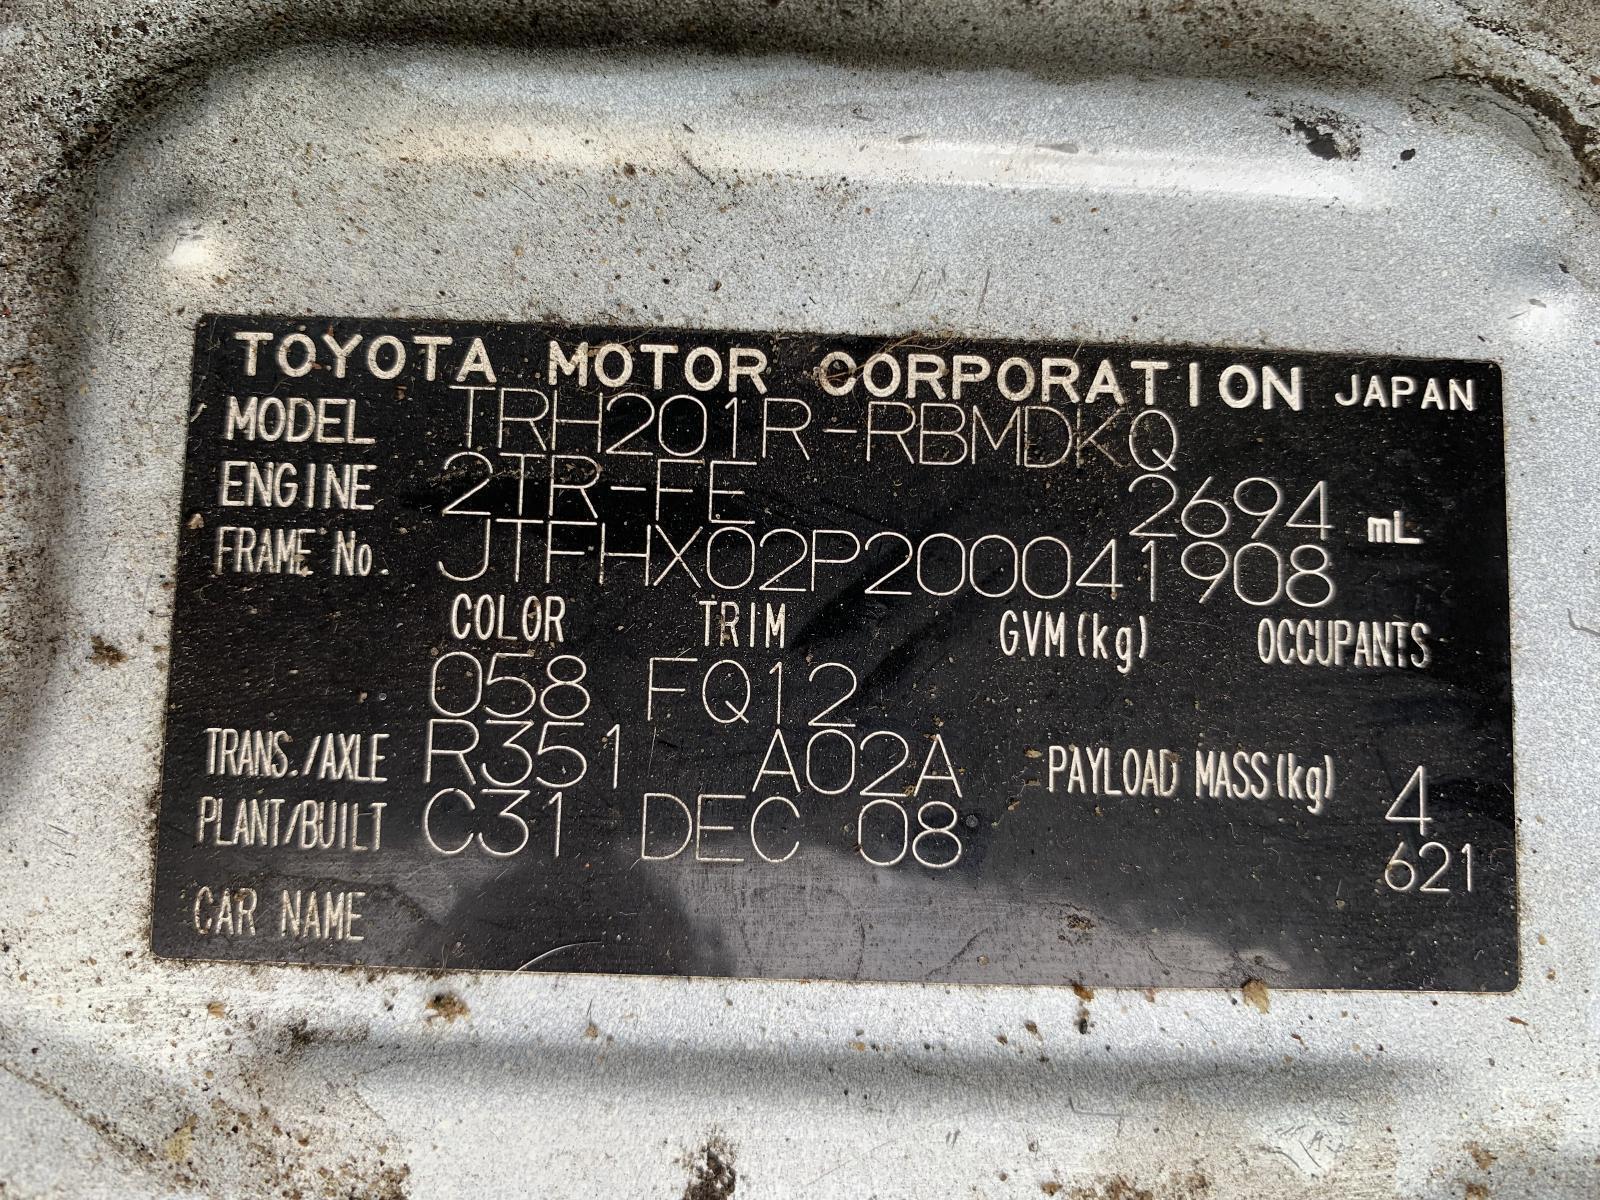 TOYOTA MOTOR CORPORATION JAPAN
MODEL TRH201R-RBMDKQ
ENGINE 2TR-FE 2694 mL
FRAME No. JTFHX02P200041908
COLOR TRIM GVM(kg) OCCUPANTS
058 FQ12
TRANS./AXLE R351 A02A PAYLOAD MASS(kg) 4
PLANT/BUILT C31 DEC 08 621
CAR NAME